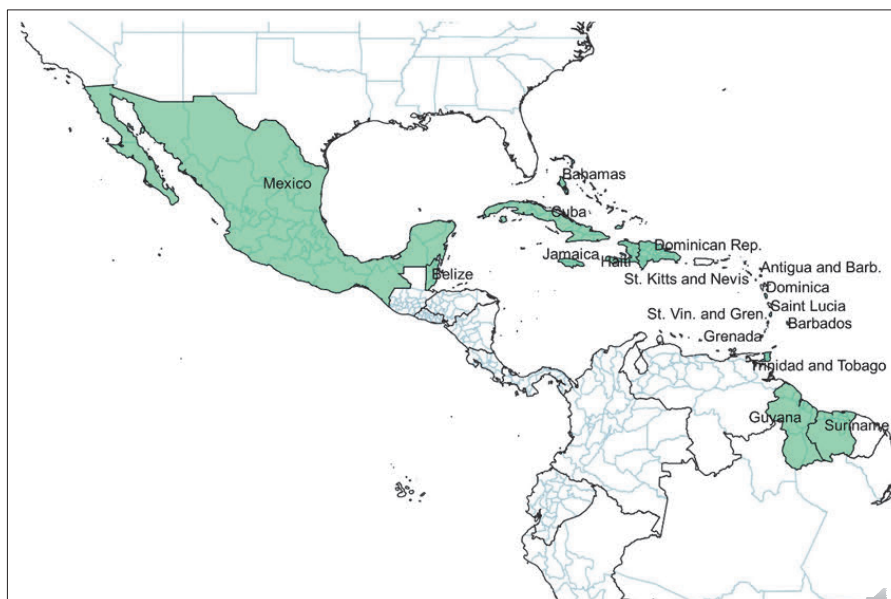 Bahamas
Mexico
Cuba
Dominican Rep.
Jamaica
Haiti
Belize
St. Kitts and Nevis
Antigua and Barb.
Dominica
Saint Lucia
St. Vin. and Gren.
Barbados
Grenada
Trinidad and Tobago
Guyana
Suriname